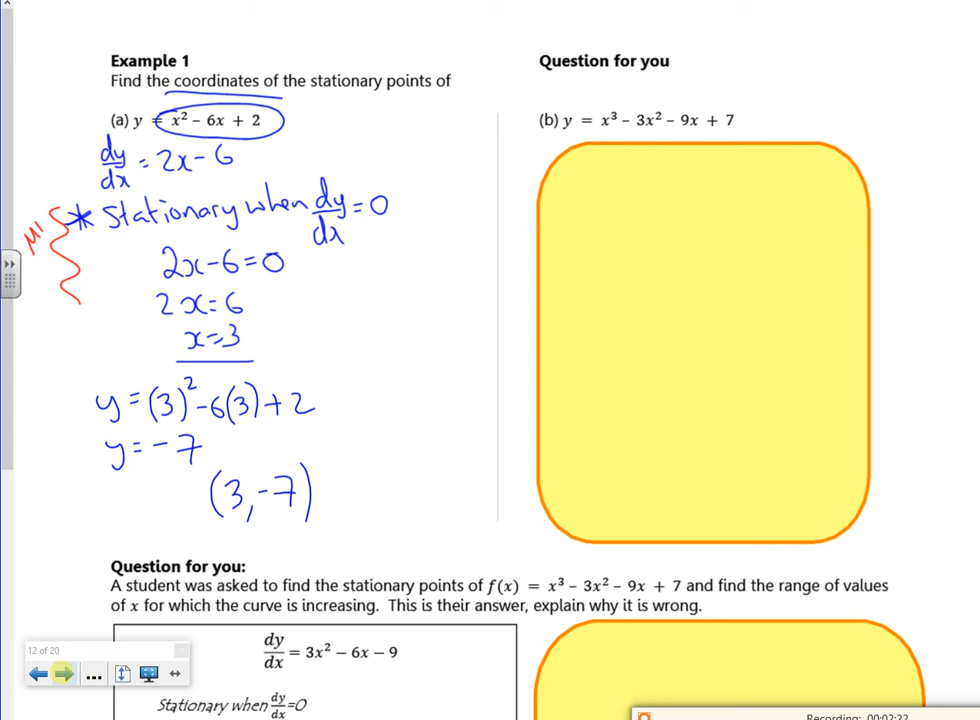 Example 1
Find the coordinates of the stationary points of
(a) y = x² – 6x + 2
dy/dx = 2x - 6
* Stationary when dy/dx = 0
M1
2x - 6 = 0
2x = 6
x = 3
y = (3)² - 6(3) + 2
y = -7
(3, -7)
Question for you
(b) y = x³ – 3x² – 9x + 7
Question for you:
A student was asked to find the stationary points of f(x) = x³ – 3x² – 9x + 7 and find the range of values
of x for which the curve is increasing. This is their answer, explain why it is wrong.
dy/dx = 3x² – 6x – 9
Stationary when dy/dx=0
12 of 20
Recording: 00:02:22